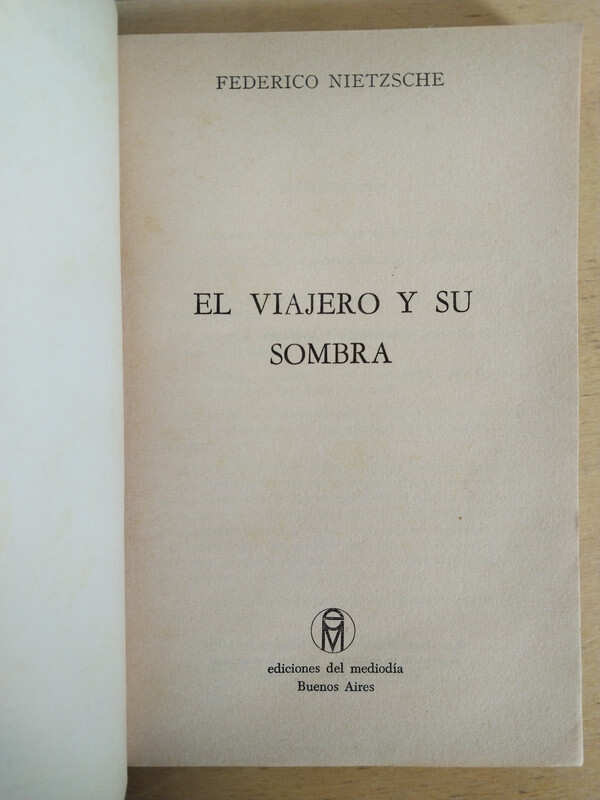 FEDERICO NIETZSCHE
EL VIAJERO Y SU
SOMBRA
ediciones del mediodía
Buenos Aires